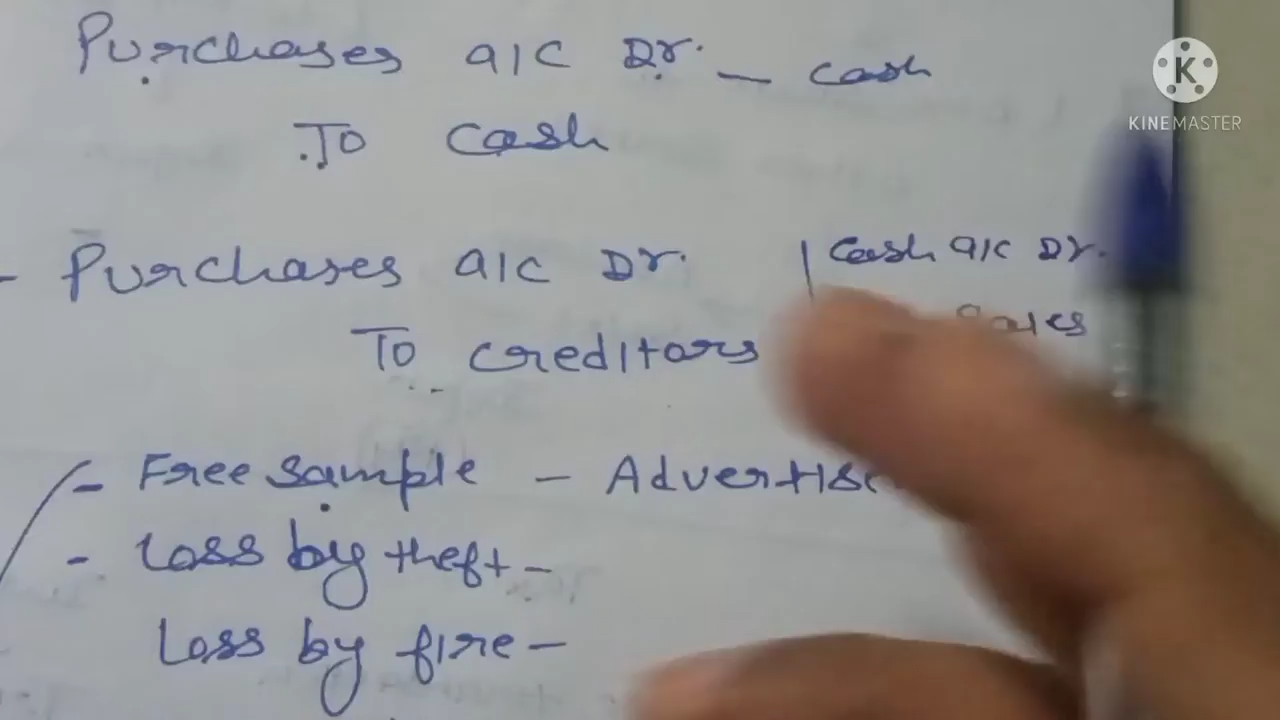 Purchases a/c Dr. - cash
To cash
- Purchases a/c Dr.
To creditors
cash a/c Dr.
Sales
- Free sample - Advertise
- Loss by theft -
Loss by fire -
K
KINEMASTER